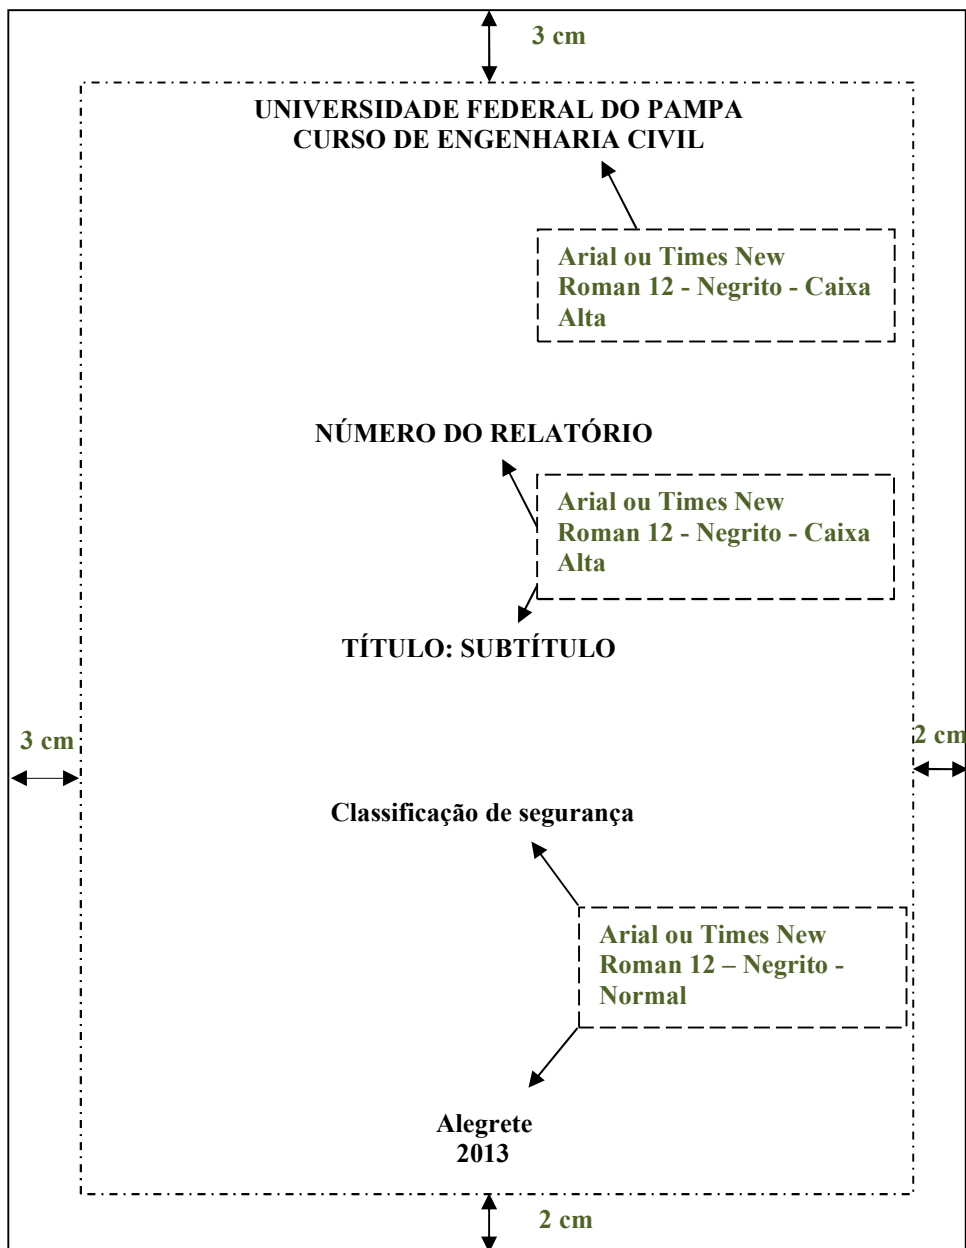 3 cm
UNIVERSIDADE FEDERAL DO PAMPA
CURSO DE ENGENHARIA CIVIL
Arial ou Times New
Roman 12 - Negrito - Caixa
Alta
NÚMERO DO RELATÓRIO
Arial ou Times New
Roman 12 - Negrito - Caixa
Alta
TÍTULO: SUBTÍTULO
3 cm
2 cm
Classificação de segurança
Arial ou Times New
Roman 12 – Negrito -
Normal
Alegrete
2013
2 cm